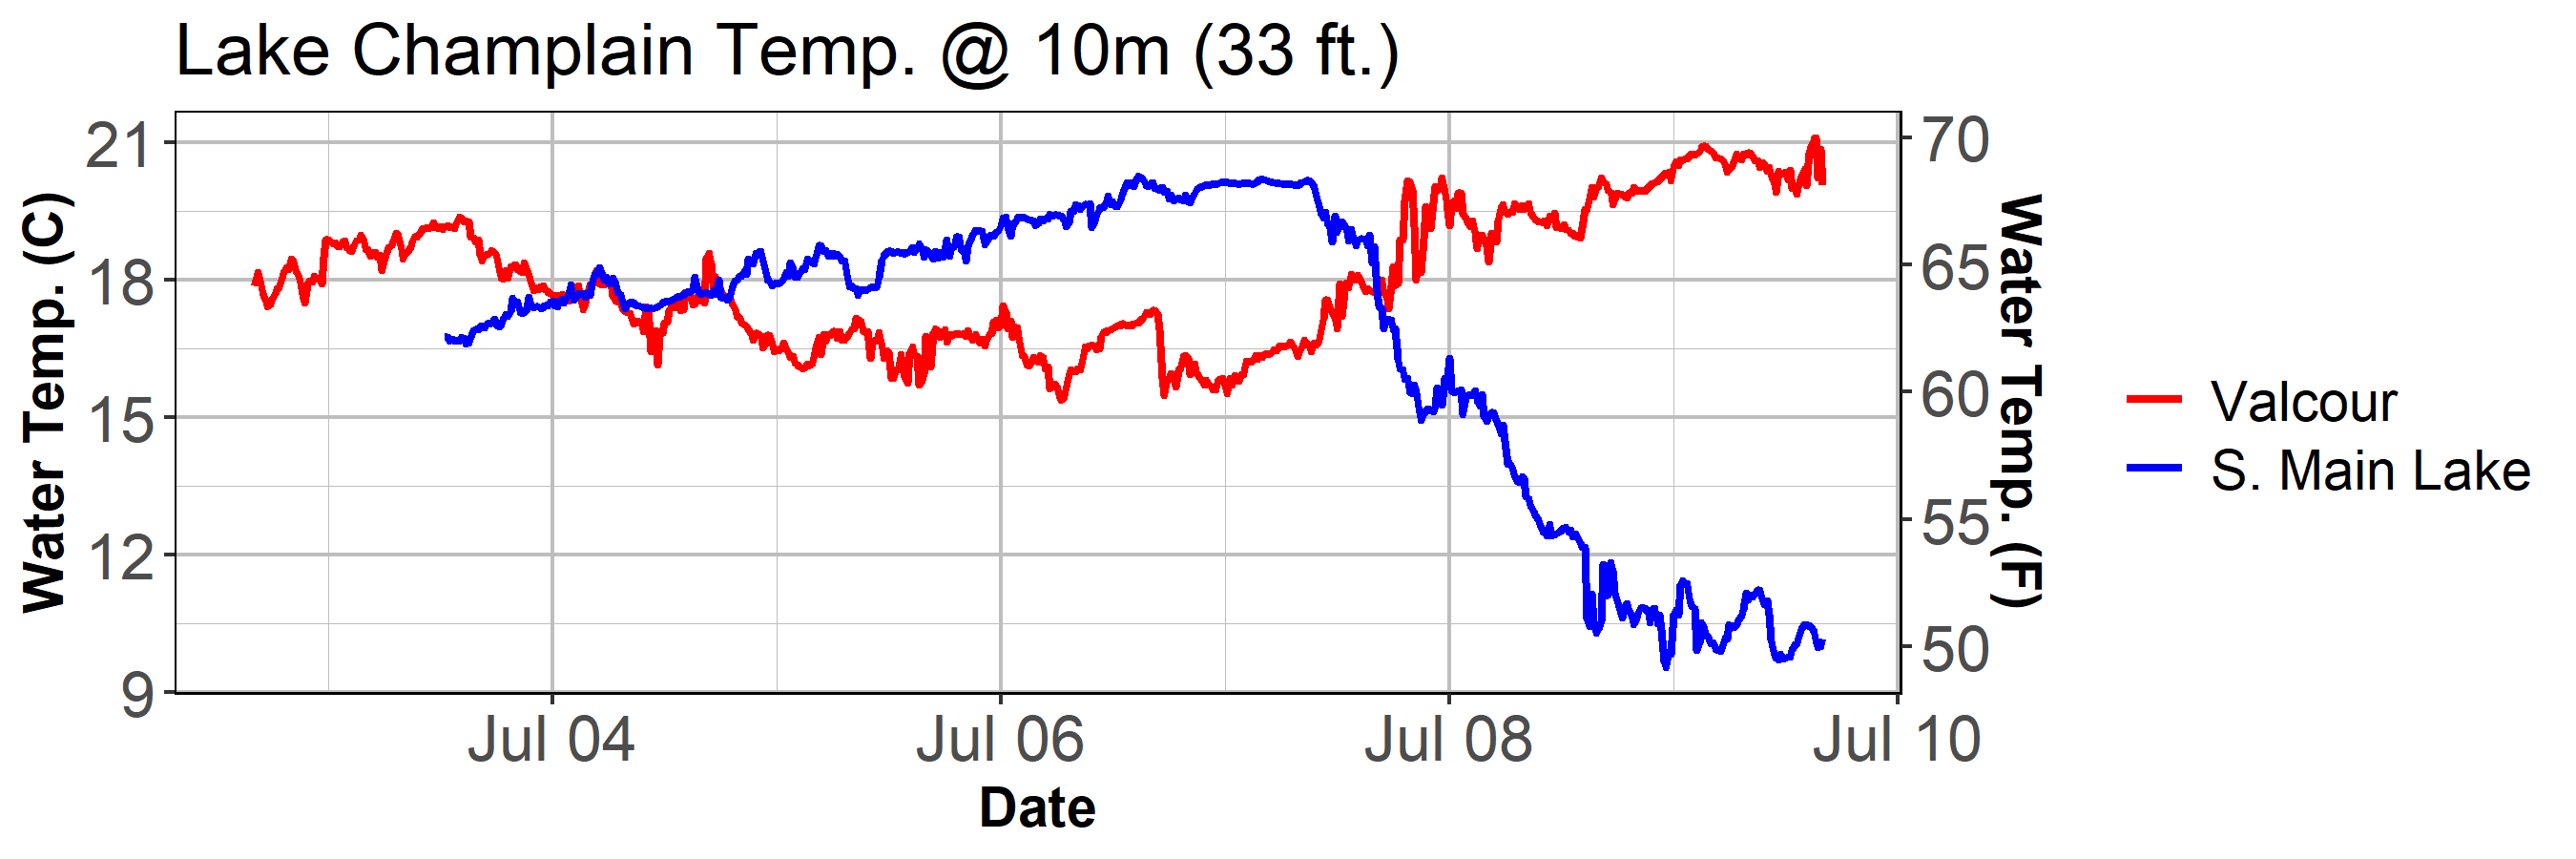 Lake Champlain Temp. @ 10m (33 ft.)
Water Temp. (C)
21
18
15
12
9
70
65
60
55
50
Water Temp. (F)
Jul 04
Jul 06
Jul 08
Jul 10
Date
Valcour
S. Main Lake